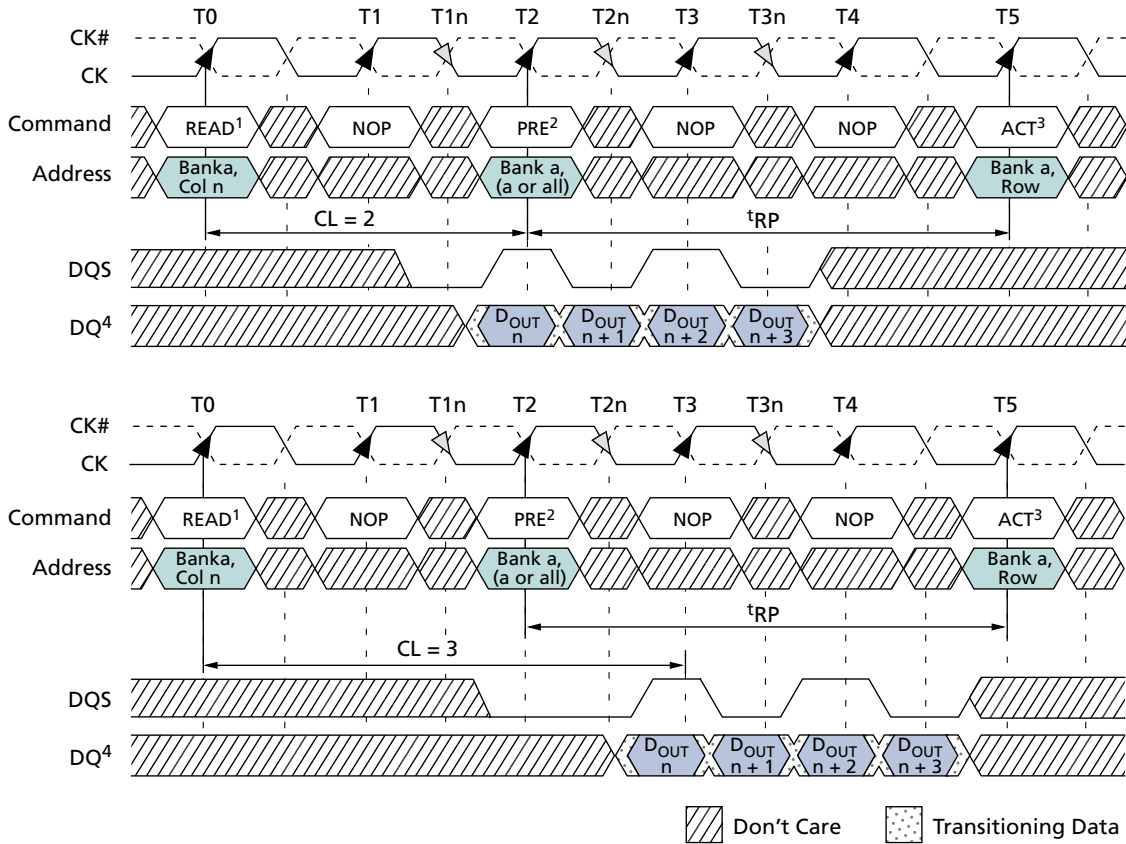 T0 T1 T1n T2 T2n T3 T3n T4 T5
CK#
CK
Command READ¹ NOP PRE² NOP NOP ACT³
Address Banka, Col n Bank a, (a or all) Bank a, Row
CL = 2 ᵗRP
DQS
DQ⁴ DOUT n DOUT n + 1 DOUT n + 2 DOUT n + 3
T0 T1 T1n T2 T2n T3 T3n T4 T5
CK#
CK
Command READ¹ NOP PRE² NOP NOP ACT³
Address Banka, Col n Bank a, (a or all) Bank a, Row
ᵗRP
CL = 3
DQS
DQ⁴ DOUT n DOUT n + 1 DOUT n + 2 DOUT n + 3
Don't Care Transitioning Data